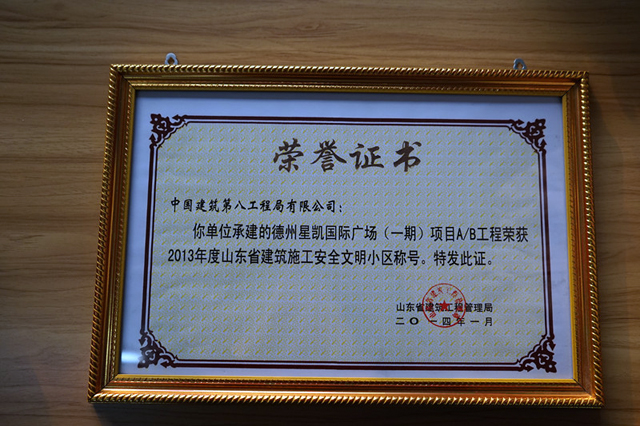 荣誉证书
中国建筑第八工程局有限公司：
你单位承建的德州星凯国际广场（一期）项目A/B工程荣获
2013年度山东省建筑施工安全文明小区称号。特发此证。
山东省建筑工程管理局
二〇一四年一月